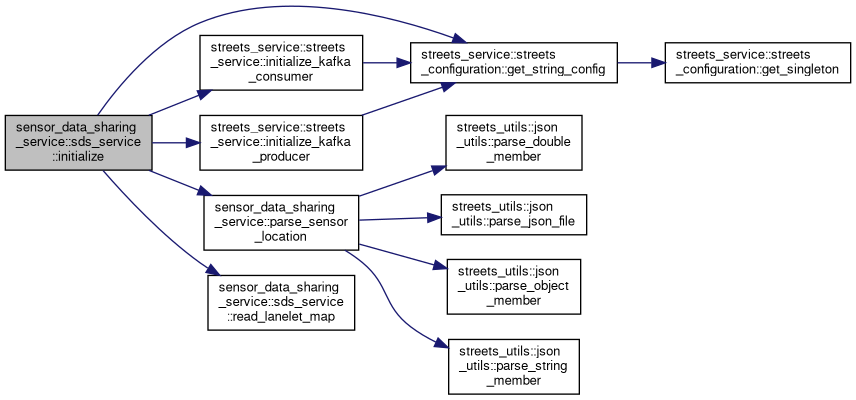 sensor_data_sharing
_service::sds_service
::initialize
streets_service::streets
_service::initialize_kafka
_consumer
streets_service::streets
_service::initialize_kafka
_producer
sensor_data_sharing
_service::parse_sensor
_location
sensor_data_sharing
_service::sds_service
::read_lanelet_map
streets_service::streets
_configuration::get_string_config
streets_utils::json
_utils::parse_double
_member
streets_utils::json
_utils::parse_json_file
streets_utils::json
_utils::parse_object
_member
streets_utils::json
_utils::parse_string
_member
streets_service::streets
_configuration::get_singleton